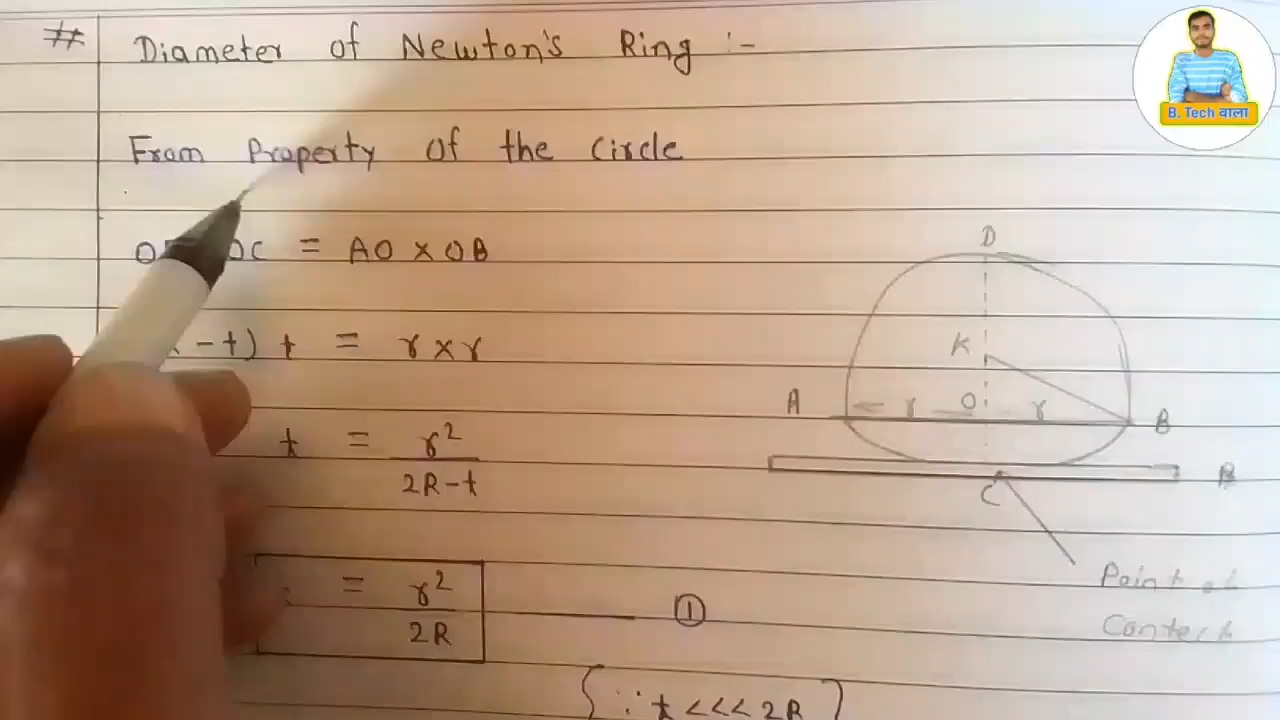 # Diameter of Newton's Ring :-
B. Tech वाला
From Property of the Circle
OC = AO × OB
- t) t = r × r
t = r² / 2R - t
= r² / 2R
①
{ ∵ t <<< 2R }
D
K
A r O r B
B
C
Point of
Contect